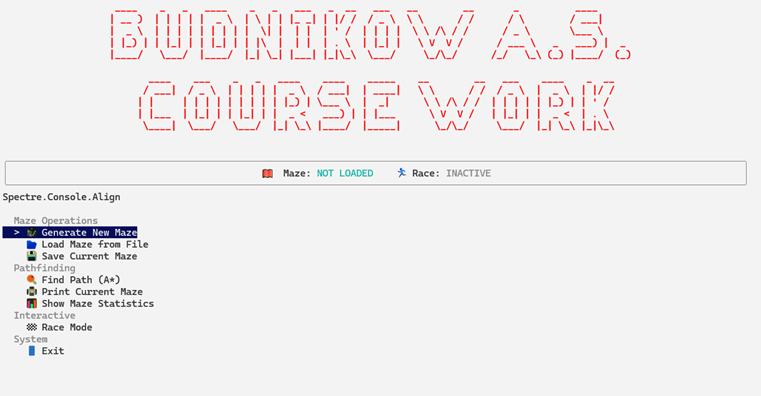 BUDNIKOW A.S.
COURSE WORK
Maze: NOT LOADED Race: INACTIVE
Spectre.Console.Align
Maze Operations
> Generate New Maze
Load Maze from File
Save Current Maze
Pathfinding
Find Path (A*)
Print Current Maze
Show Maze Statistics
Interactive
Race Mode
System
Exit